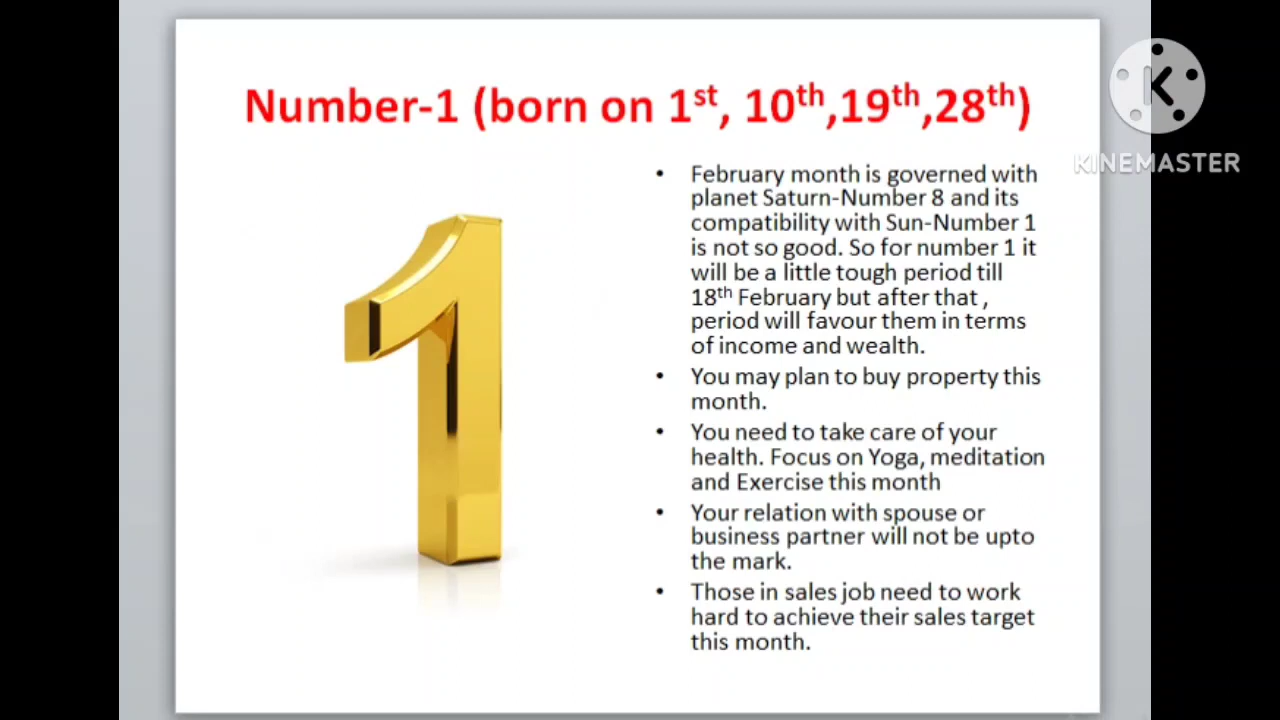 Number-1 (born on 1st, 10th,19th,28th)
• February month is governed with
planet Saturn-Number 8 and its
compatibility with Sun-Number 1
is not so good. So for number 1 it
will be a little tough period till
18th February but after that ,
period will favour them in terms
of income and wealth.
• You may plan to buy property this
month.
• You need to take care of your
health. Focus on Yoga, meditation
and Exercise this month
• Your relation with spouse or
business partner will not be upto
the mark.
• Those in sales job need to work
hard to achieve their sales target
this month.
1
K
KINEMASTER